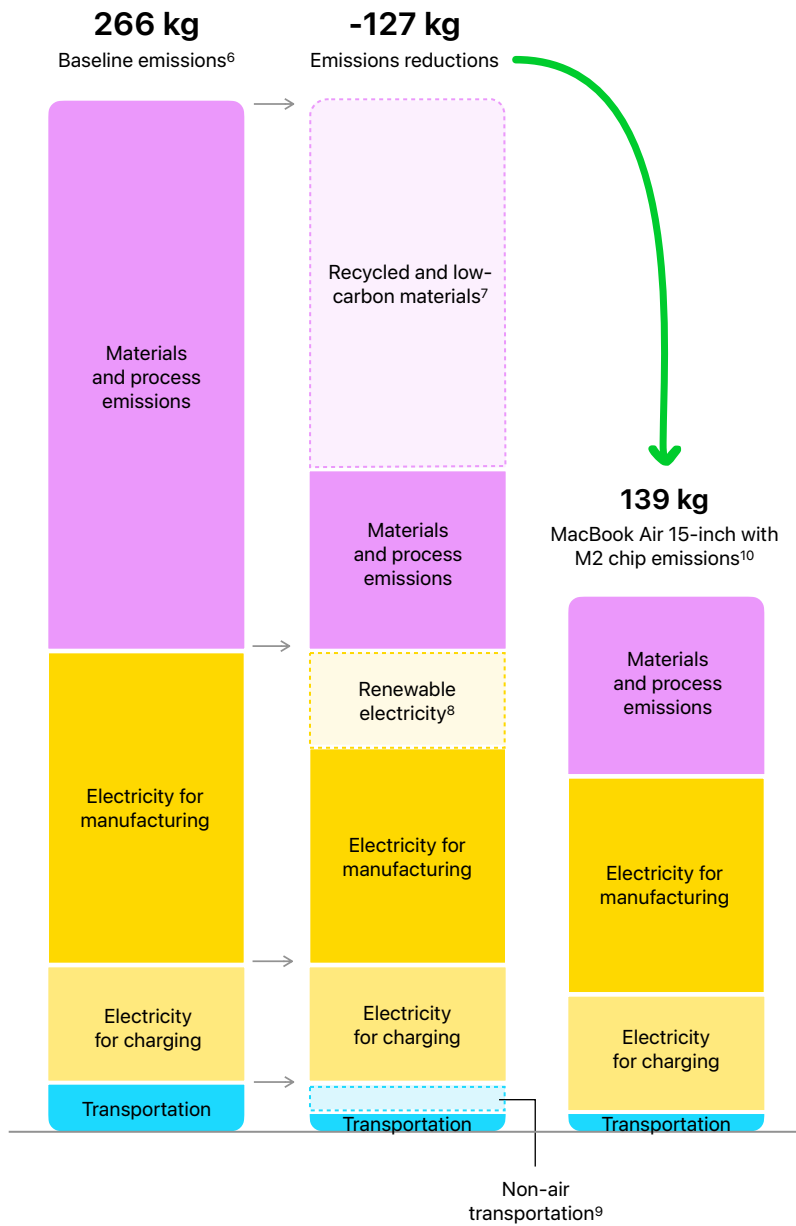 266 kg
Baseline emissions⁶
-127 kg
Emissions reductions
Recycled and low-
carbon materials⁷
Materials
and process
emissions
Materials
and process
emissions
139 kg
MacBook Air 15-inch with
M2 chip emissions¹⁰
Materials
and process
emissions
Renewable
electricity⁸
Electricity for
manufacturing
Electricity for
manufacturing
Electricity for
manufacturing
Electricity
for charging
Electricity
for charging
Electricity
for charging
Transportation
Transportation
Transportation
Non-air
transportation⁹